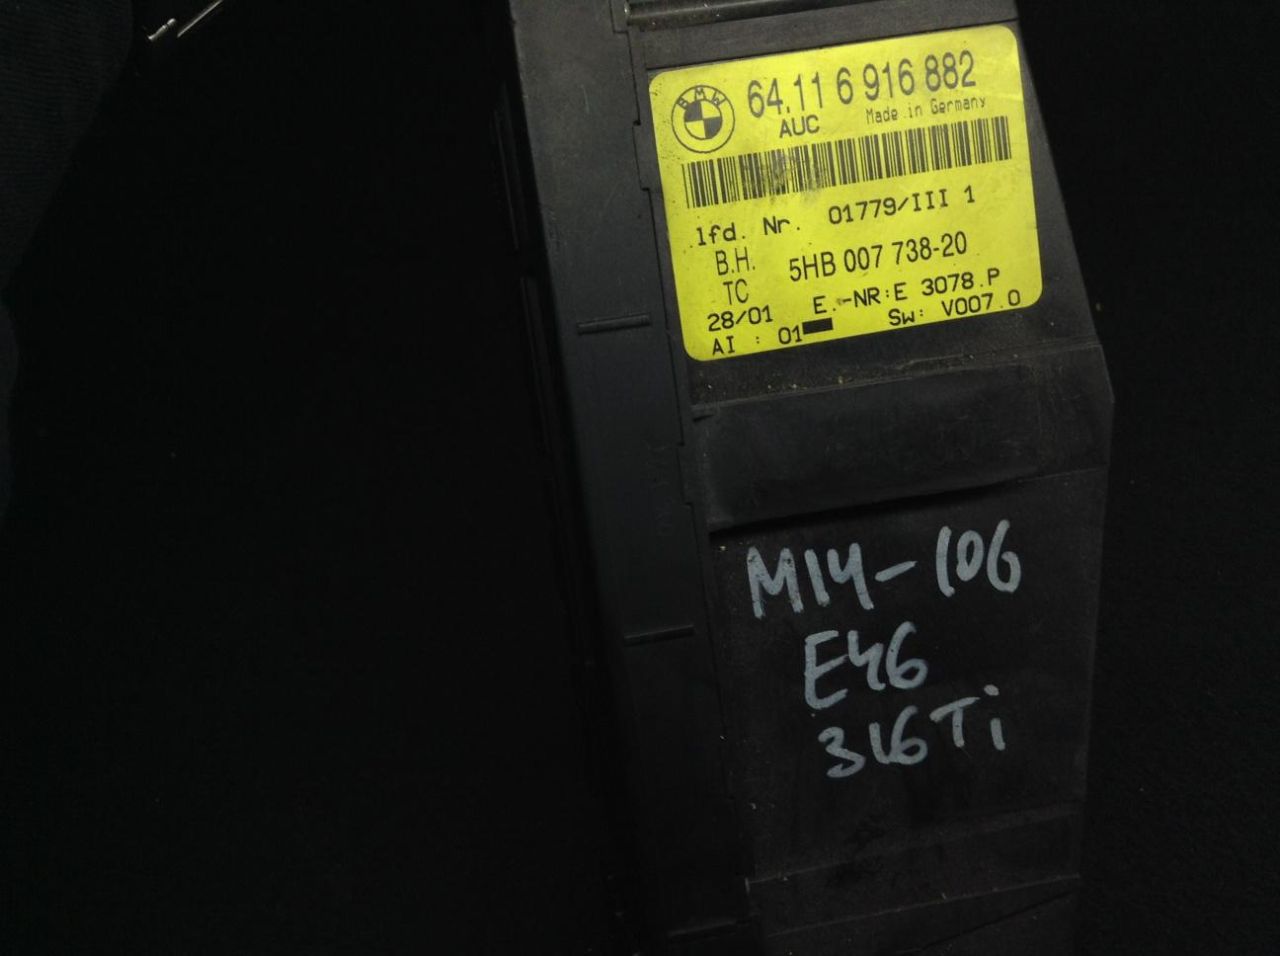 BMW
64.11 6 916 882
AUC Made in Germany
lfd. Nr. 01779/III 1
B.H. 5HB 007 738-20
TC
28/01 E.-NR:E 3078.P
AI : 01 SW: V007.0
M14-106
E46
316Ti